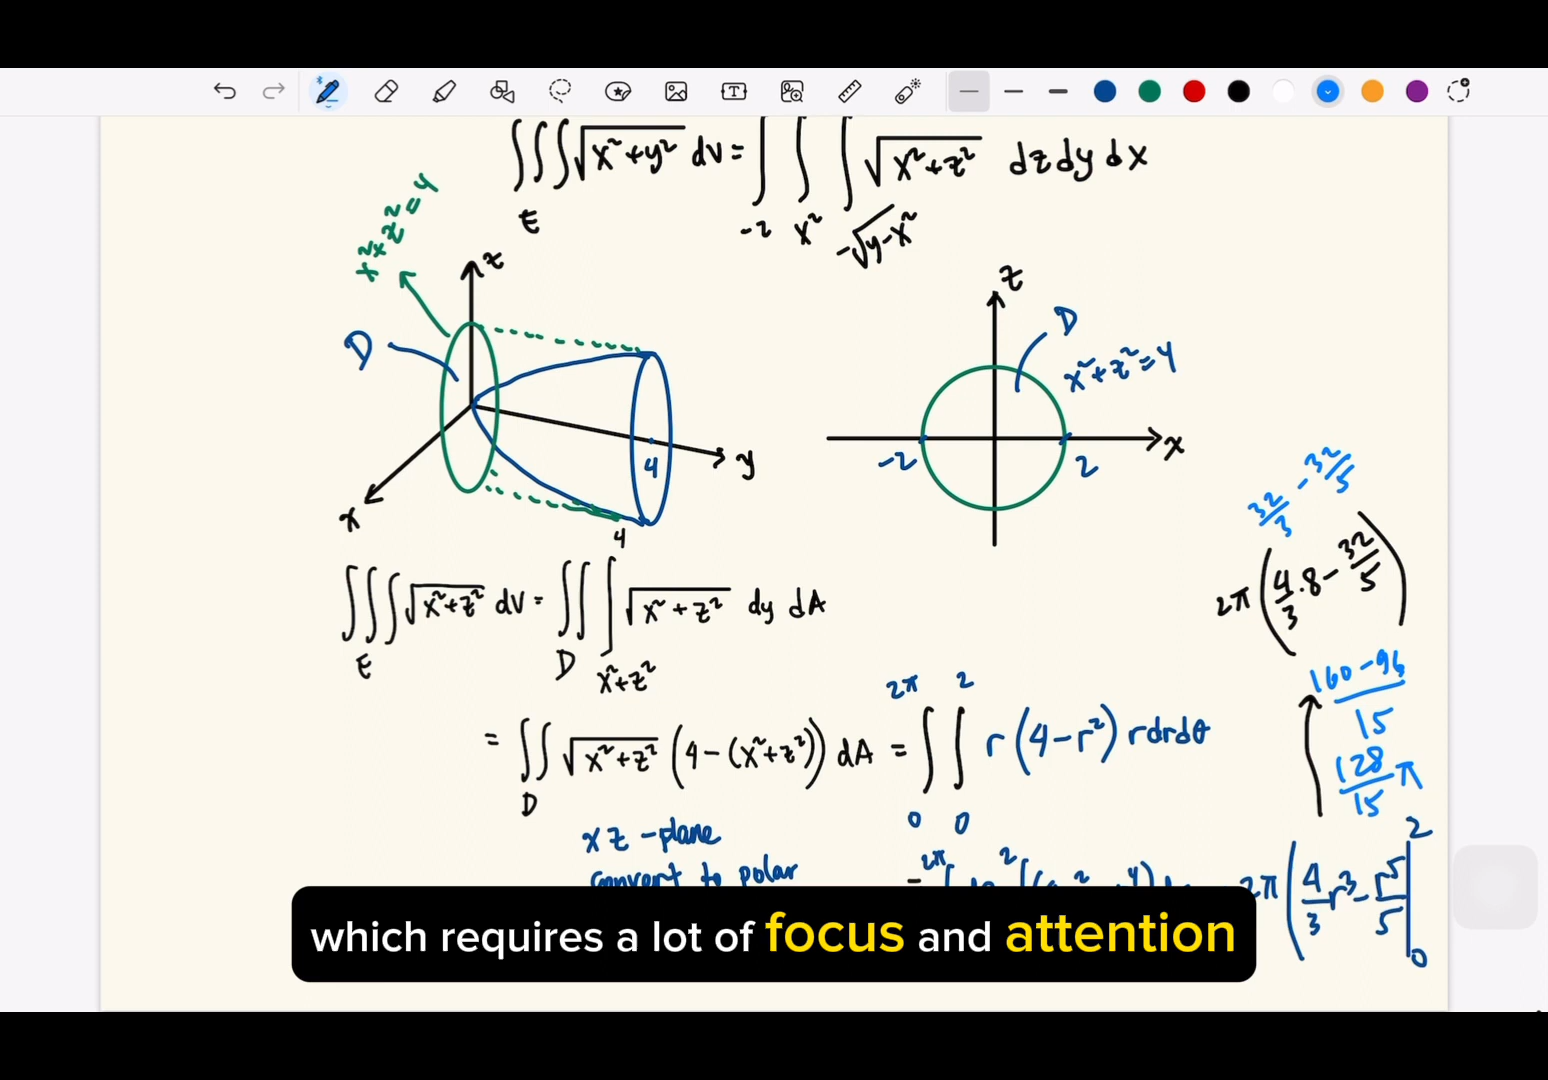 ∫∫∫ √x²+y² dv = ∫ ∫ ∫ √x²+z² dz dy dx
E -2 x² -√y-x²
x²+z²=4
z
D
4
y
x
z
D
x²+z²=4
-2
2
x
32/3 - 32/5
2π (4/3 · 8 - 32/5)
4
∫∫∫ √x²+z² dv = ∫∫ ∫ √x²+z² dy dA
E D x²+z²
160-96/15
128/15 π
2π 2
= ∫∫ √x²+z² (4-(x²+z²)) dA = ∫ ∫ r(4-r²) r dr dθ
D 0 0
xz-plane
convert to polar
2π 2
2π (4/3 r³ - r⁵/5 |
2
0
which requires a lot of focus and attention